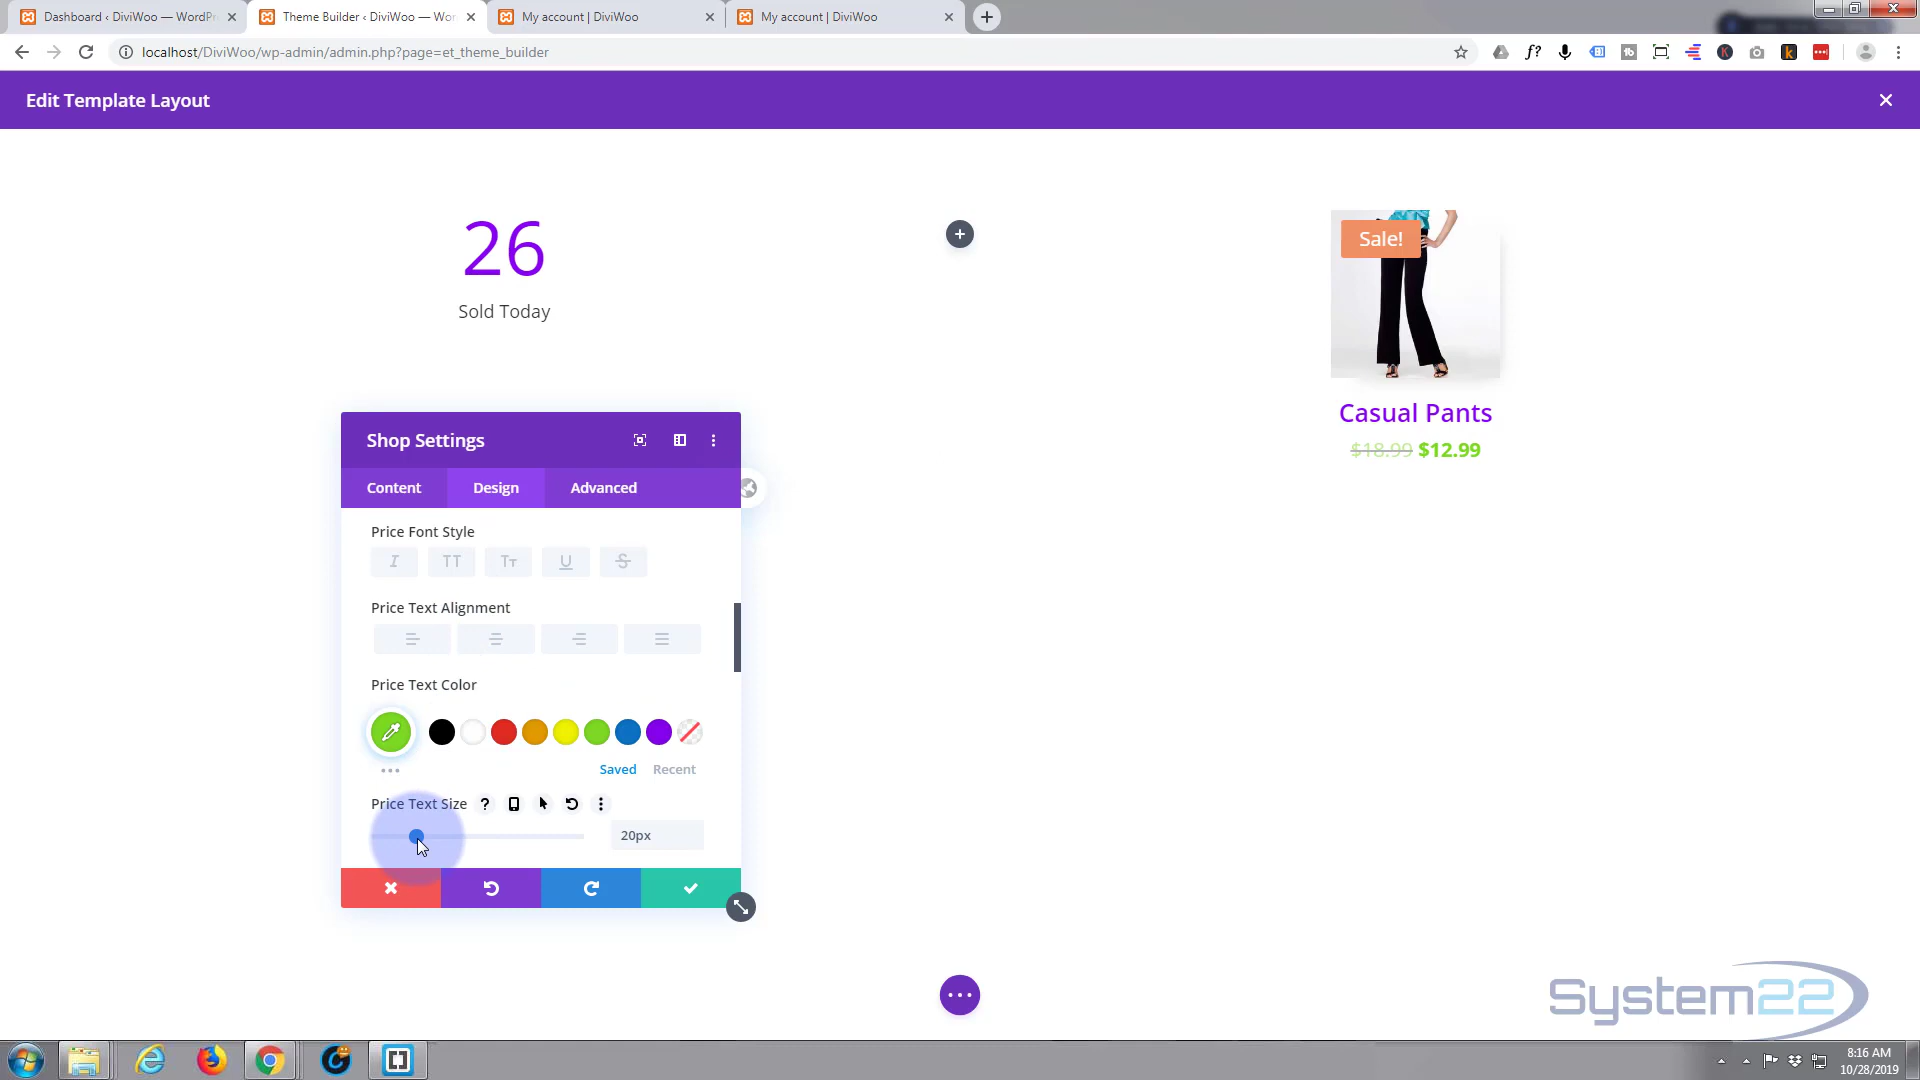 Dashboard ‹ DiviWoo — WordPr
Theme Builder ‹ DiviWoo — Wor
My account | DiviWoo
My account | DiviWoo
localhost/DiviWoo/wp-admin/admin.php?page=et_theme_builder
Edit Template Layout
26
Sold Today
Sale!
Casual Pants
$18.99 $12.99
Shop Settings
Content
Design
Advanced
Price Font Style
I TT Tт U S
Price Text Alignment
Price Text Color
Saved
Recent
Price Text Size
20px
System22
8:16 AM
10/28/2019